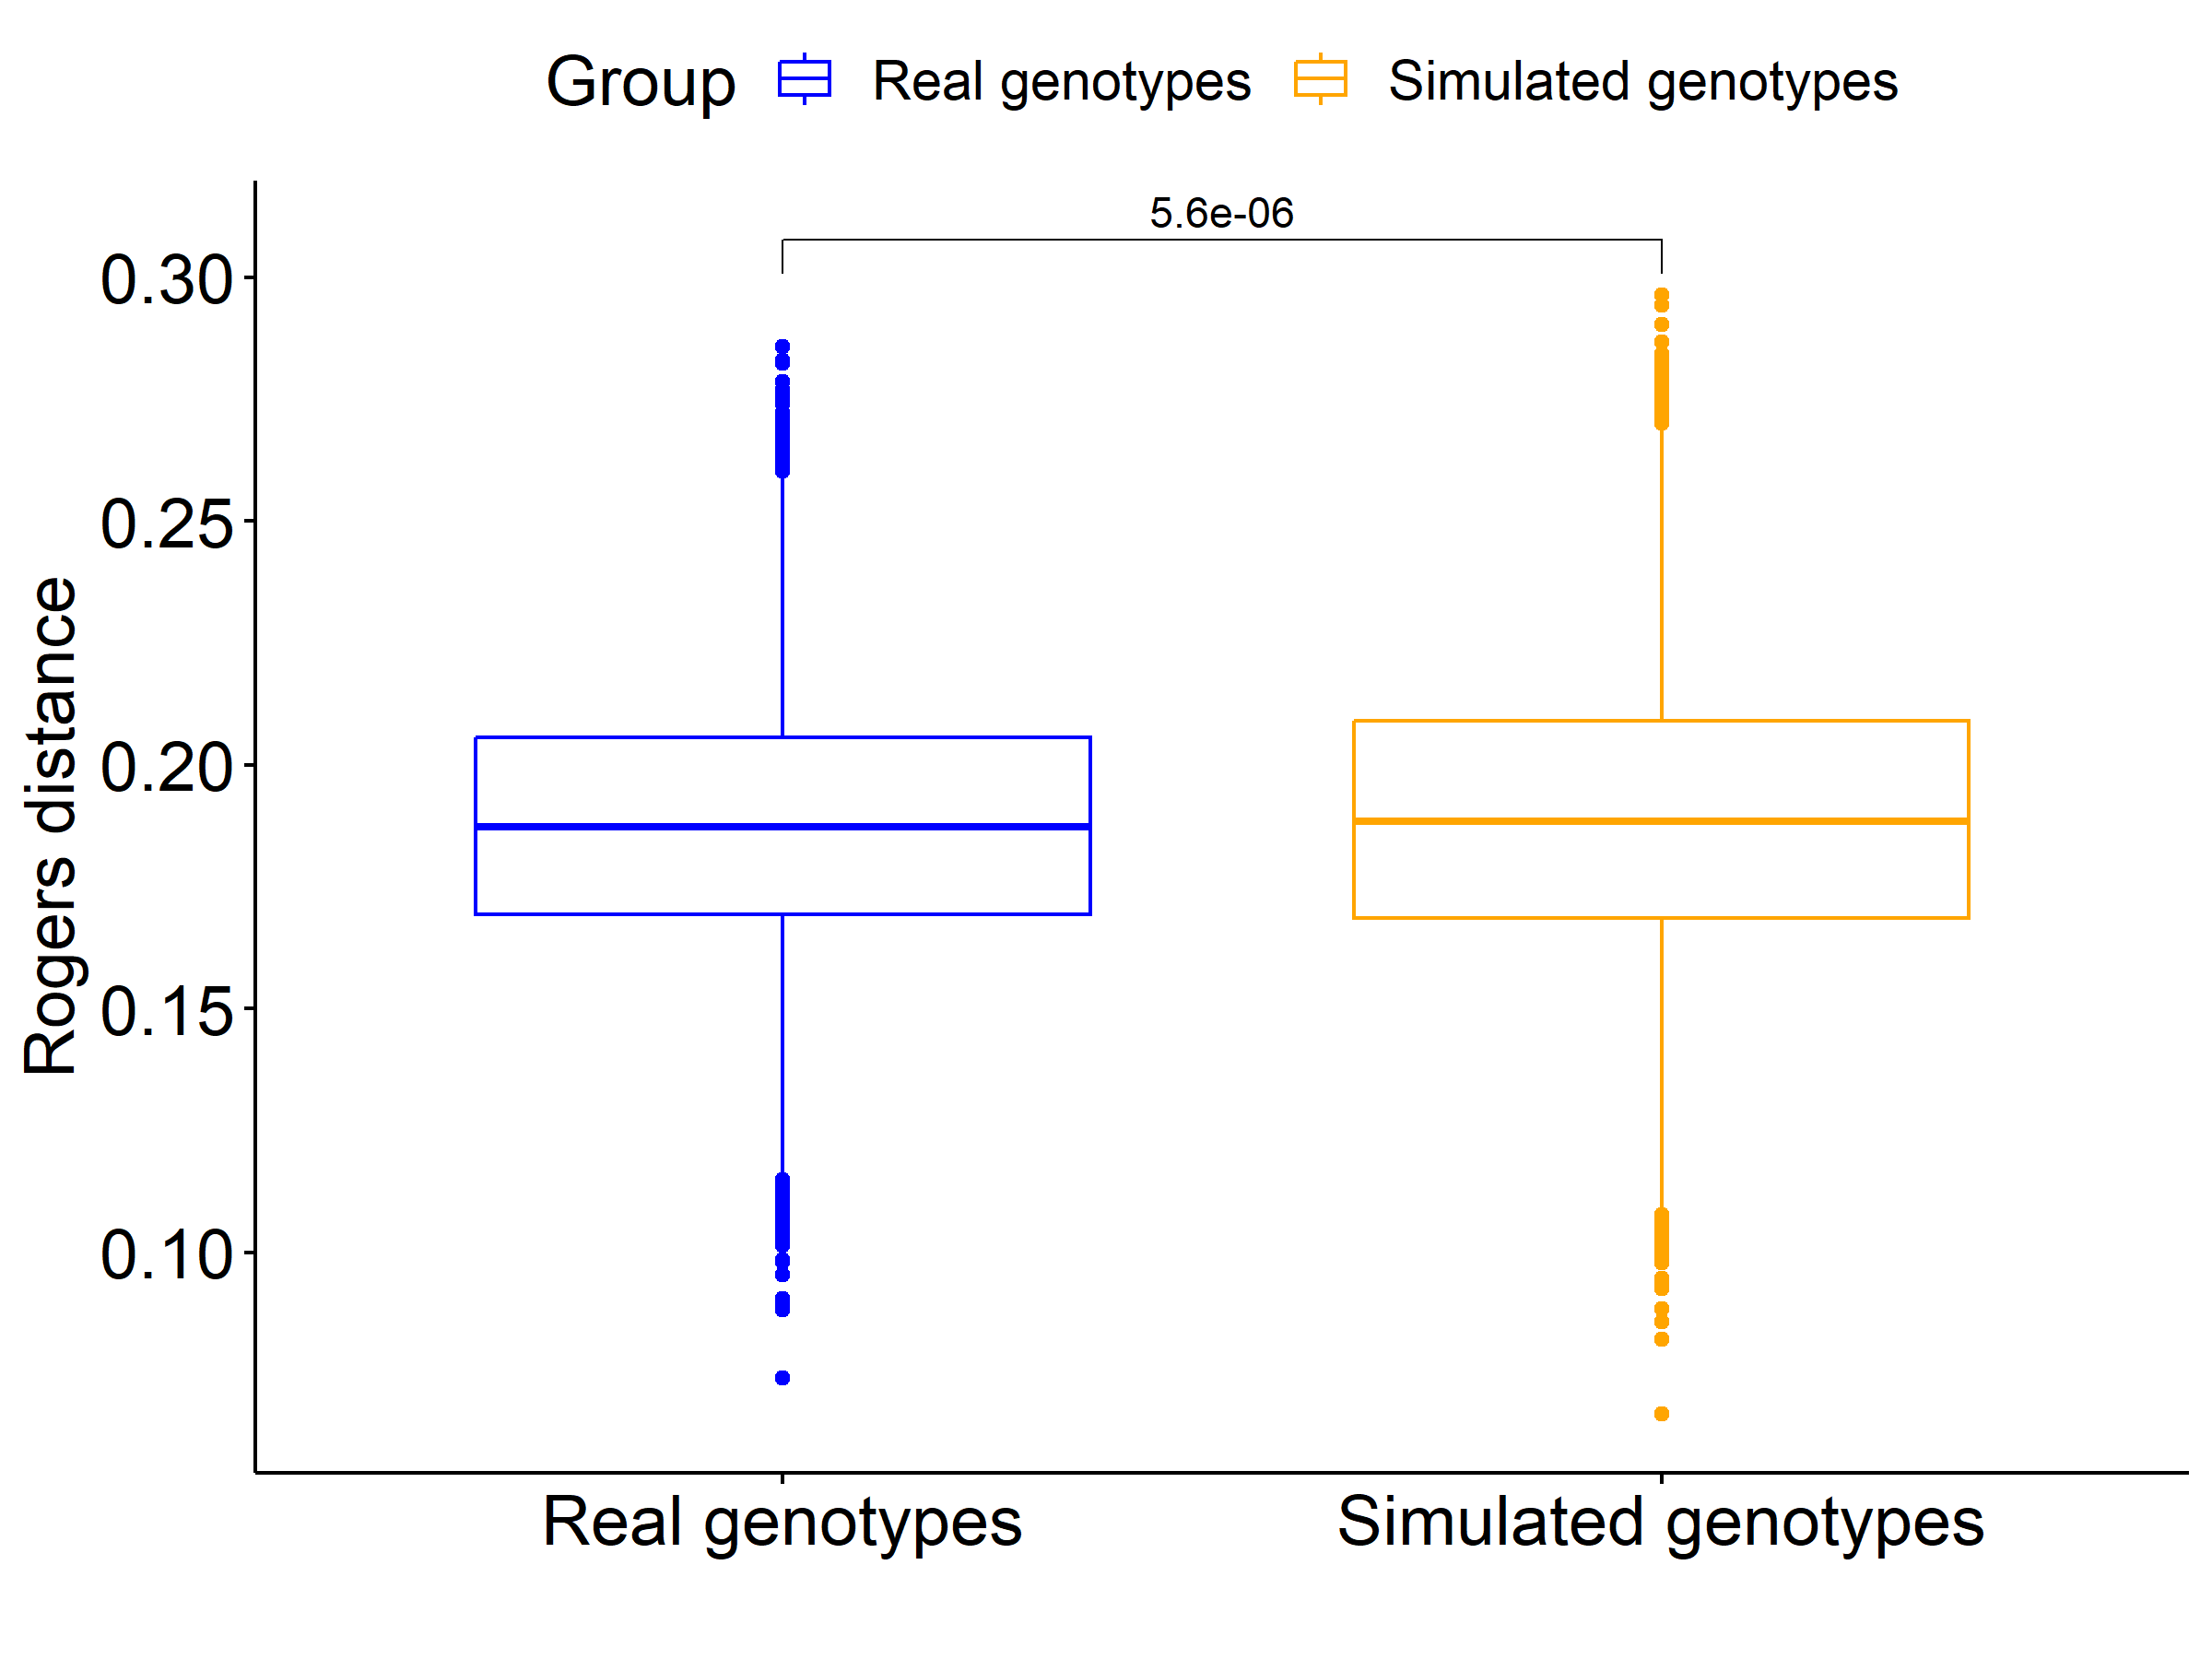 Group Real genotypes Simulated genotypes
5.6e-06
0.30
0.25
0.20
0.15
0.10
Rogers distance
Real genotypes Simulated genotypes